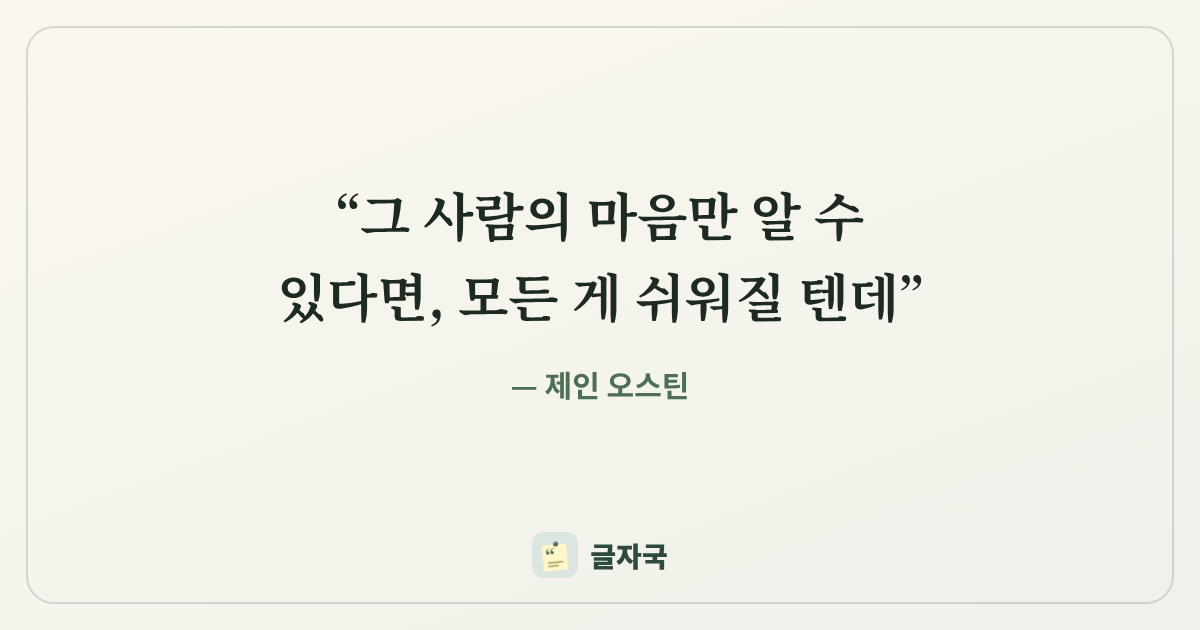 “그 사람의 마음만 알 수
있다면, 모든 게 쉬워질 텐데”
— 제인 오스틴
글자국